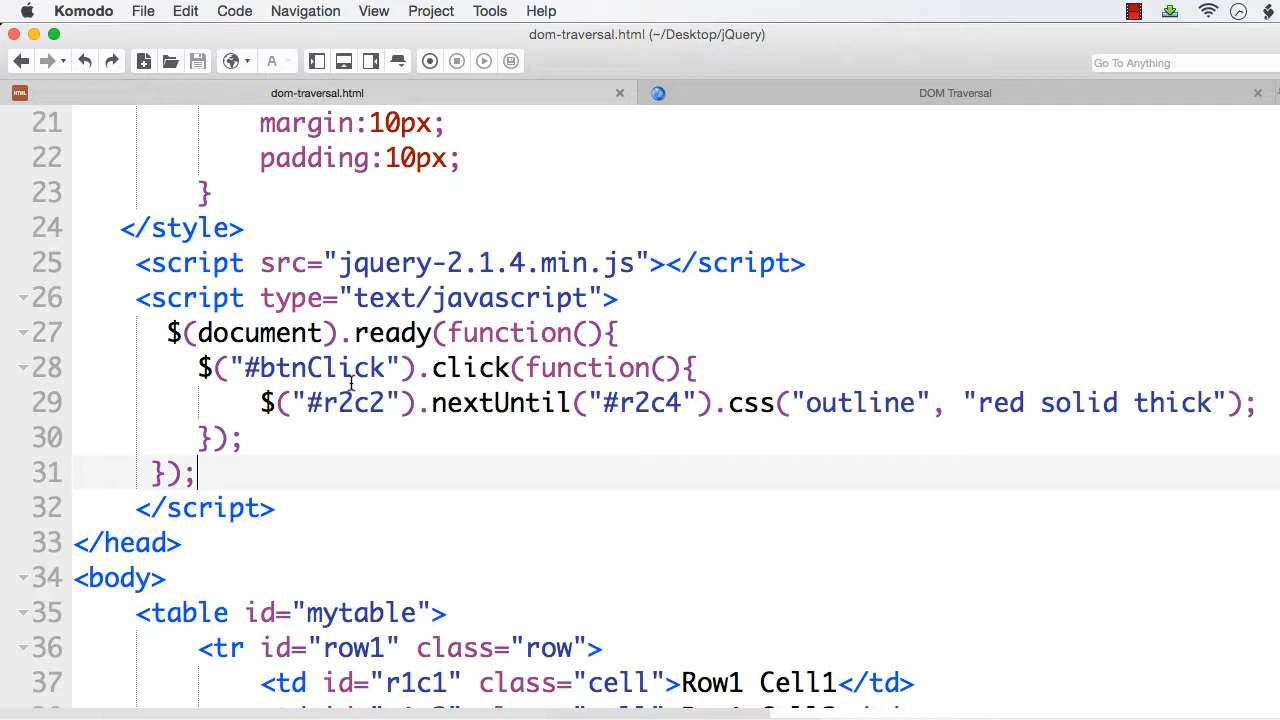 Komodo File Edit Code Navigation View Project Tools Help
dom-traversal.html (~/Desktop/jQuery)
A Go To Anything
HTML dom-traversal.html DOM Traversal
21 margin:10px;
22 padding:10px;
23 }
24 </style>
25 <script src="jquery-2.1.4.min.js"></script>
26 <script type="text/javascript">
27 $(document).ready(function(){
28 $("#btnClick").click(function(){
29 $("#r2c2").nextUntil("#r2c4").css("outline", "red solid thick");
30 });
31 });
32 </script>
33 </head>
34 <body>
35 <table id="mytable">
36 <tr id="row1" class="row">
37 <td id="r1c1" class="cell">Row1 Cell1</td>